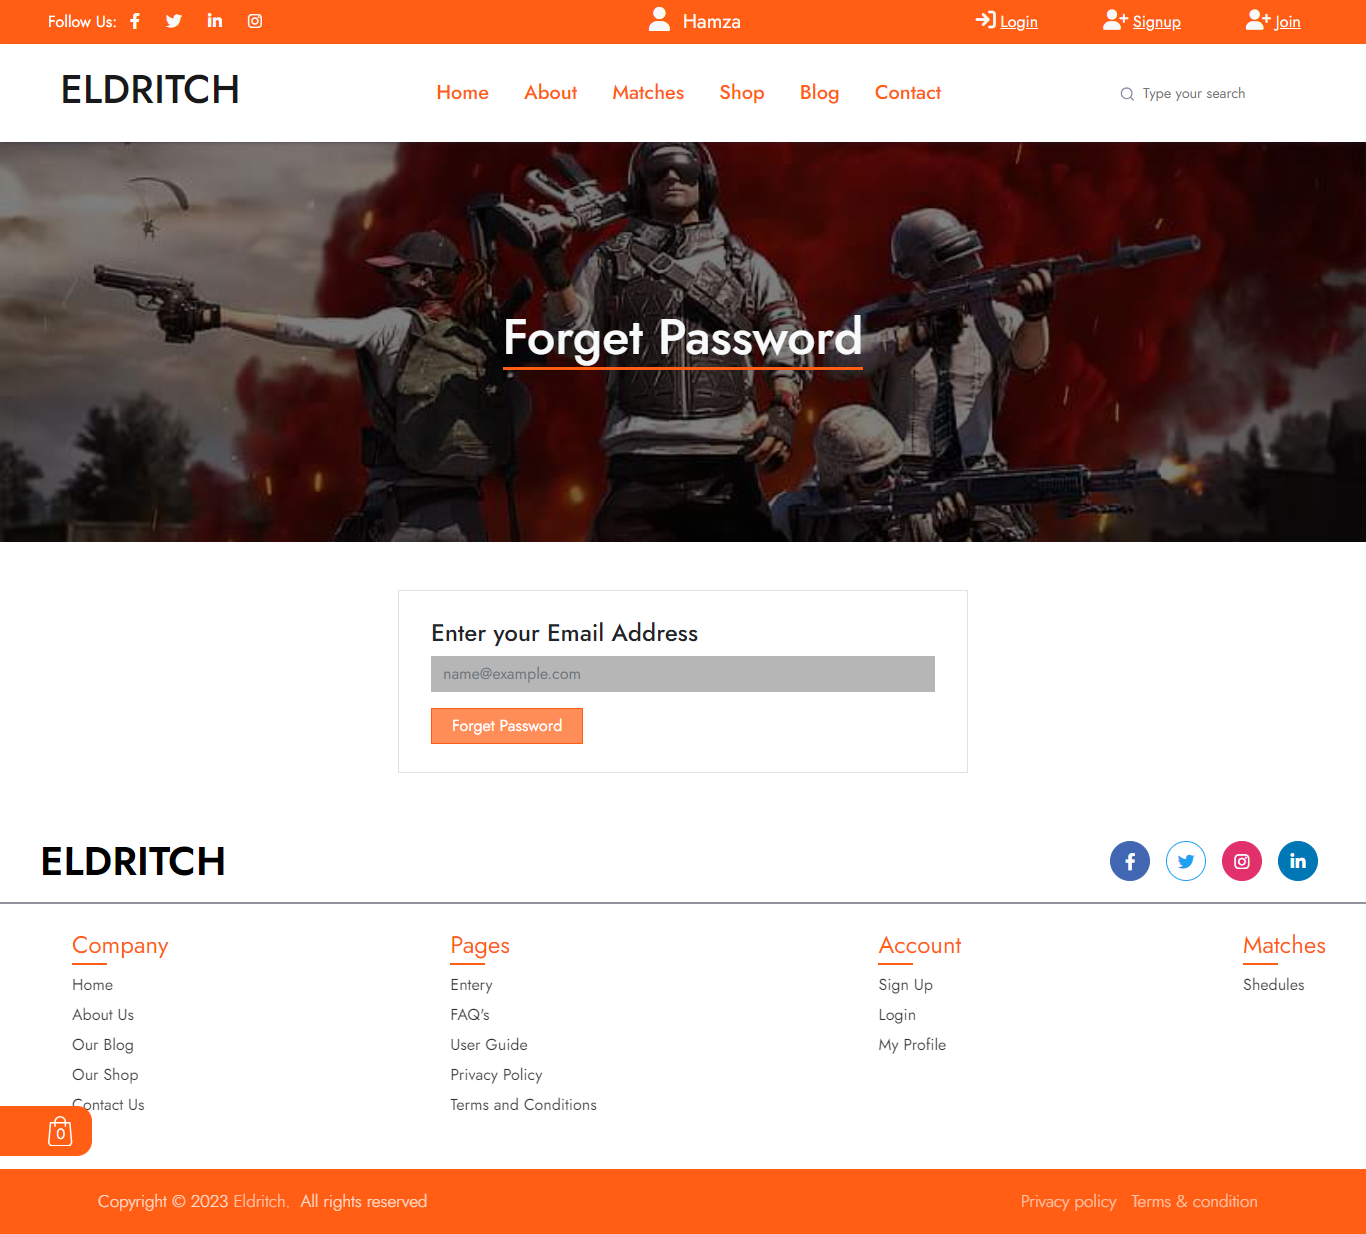 Follow Us:
Hamza
Login
Signup
Join
ELDRITCH
Home
About
Matches
Shop
Blog
Contact
Type your search
Forget Password
Enter your Email Address
name@example.com
Forget Password
ELDRITCH
Company
Home
About Us
Our Blog
Our Shop
Contact Us
Pages
Entery
FAQ's
User Guide
Privacy Policy
Terms and Conditions
Account
Sign Up
Login
My Profile
Matches
Shedules
0
Copyright © 2023 Eldritch. All rights reserved
Privacy policy Terms & condition